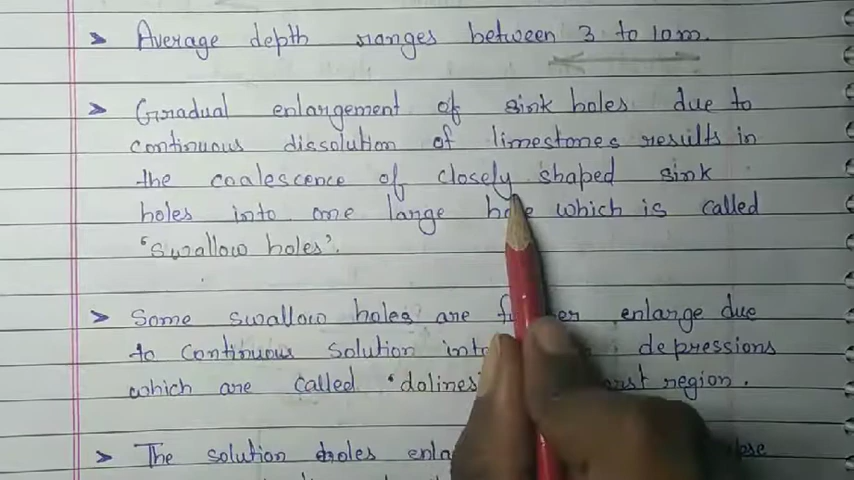 ➤ Average depth ranges between 3 to 10m.
➤ Gradual enlargement of sink holes due to
continuous dissolution of limestones results in
the coalescence of closely shaped sink
holes into one large hole which is called
'swallow holes'.
➤ Some swallow holes are enlarge due
to continuous solution depressions
which are called 'dolines' region.
➤ The solution holes